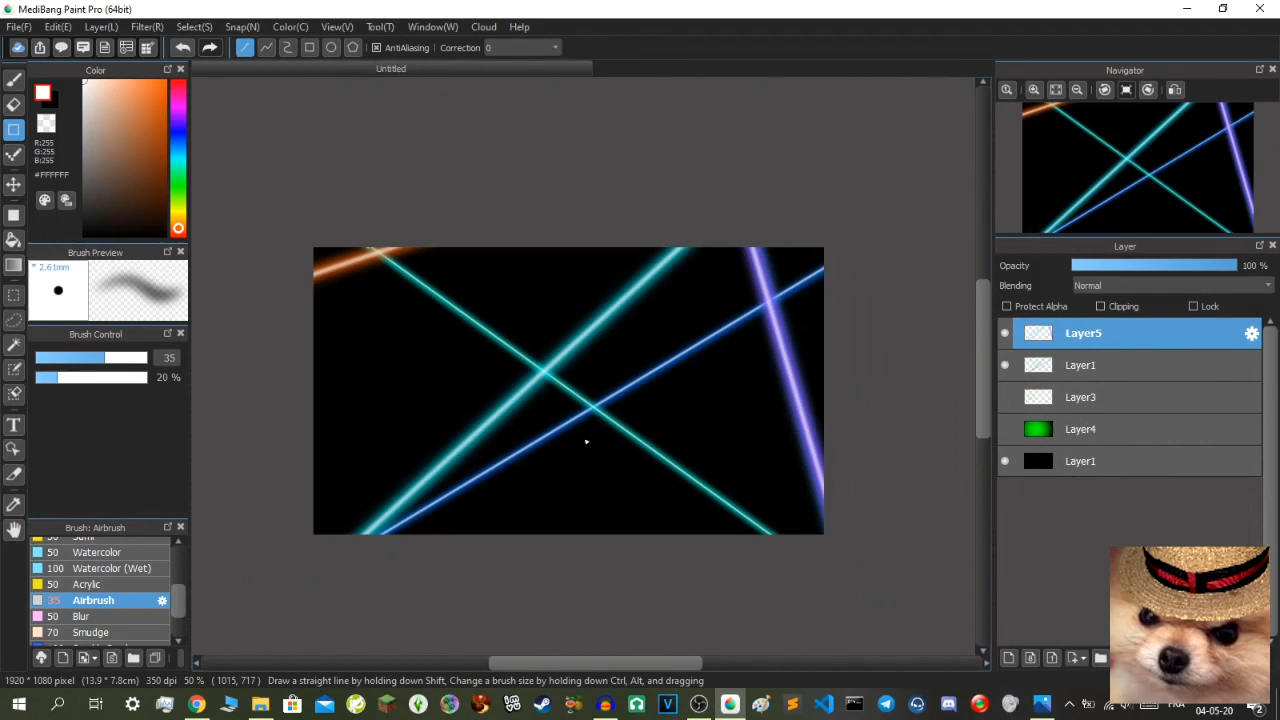 MediBang Paint Pro (64bit)
File(F) Edit(E) Layer(L) Filter(R) Select(S) Snap(N) Color(C) View(V) Tool(T) Window(W) Cloud Help
AntiAliasing Correction 0
Color Untitled Navigator
R:255
G:255
B:255
#FFFFFF
Brush Preview
* 2.61mm
Layer
Opacity 100 %
Blending Normal
Protect Alpha Clipping Lock
Brush Control
35
20 %
Layer5
Layer1
Layer3
Layer4
Layer1
Brush: Airbrush
50 Watercolor
100 Watercolor (Wet)
50 Acrylic
35 Airbrush
50 Blur
70 Smudge
1920 * 1080 pixel (13.9 * 7.8cm) 350 dpi 50 % ( 1015, 717 ) Draw a straight line by holding down Shift, Change a brush size by holding down Ctrl, Alt, and dragging
04-05-20